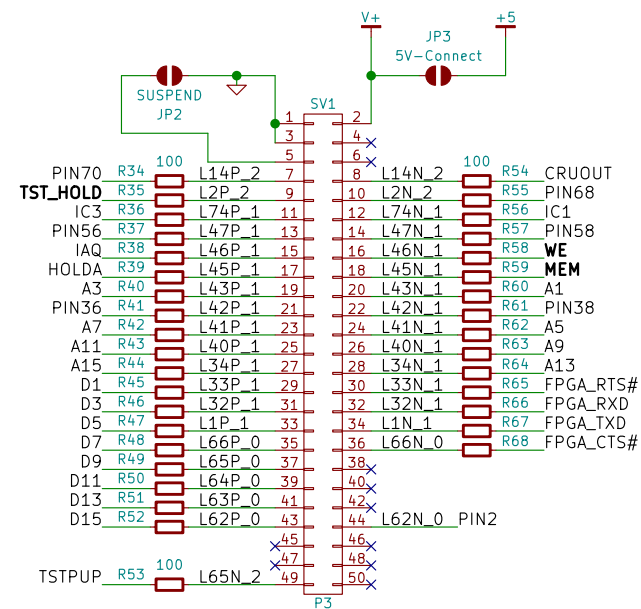 V+ +5
JP3
5V-Connect
SUSPEND
JP2
SV1
1 2
3 4
5 6
100 100
PIN70 R34 L14P_2 7 8 L14N_2 R54 CRUOUT
TST_HOLD R35 L2P_2 9 10 L2N_2 R55 PIN68
IC3 R36 L74P_1 11 12 L74N_1 R56 IC1
PIN56 R37 L47P_1 13 14 L47N_1 R57 PIN58
IAQ R38 L46P_1 15 16 L46N_1 R58 WE
HOLDA R39 L45P_1 17 18 L45N_1 R59 MEM
A3 R40 L43P_1 19 20 L43N_1 R60 A1
PIN36 R41 L42P_1 21 22 L42N_1 R61 PIN38
A7 R42 L41P_1 23 24 L41N_1 R62 A5
A11 R43 L40P_1 25 26 L40N_1 R63 A9
A15 R44 L34P_1 27 28 L34N_1 R64 A13
D1 R45 L33P_1 29 30 L33N_1 R65 FPGA_RTS#
D3 R46 L32P_1 31 32 L32N_1 R66 FPGA_RXD
D5 R47 L1P_1 33 34 L1N_1 R67 FPGA_TXD
D7 R48 L66P_0 35 36 L66N_0 R68 FPGA_CTS#
D9 R49 L65P_0 37 38
D11 R50 L64P_0 39 40
D13 R51 L63P_0 41 42
D15 R52 L62P_0 43 44 L62N_0 PIN2
45 46
47 48
100
TSTPUP R53 L65N_2 49 50
P3